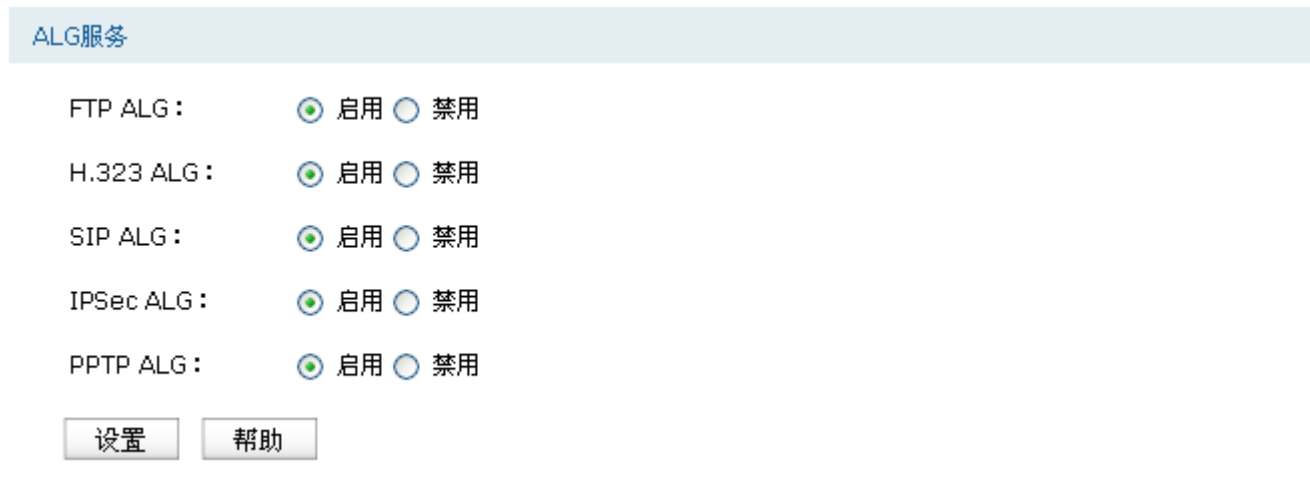 ALG服务
FTP ALG： 启用 禁用
H.323 ALG： 启用 禁用
SIP ALG： 启用 禁用
IPSec ALG： 启用 禁用
PPTP ALG： 启用 禁用
设置 帮助